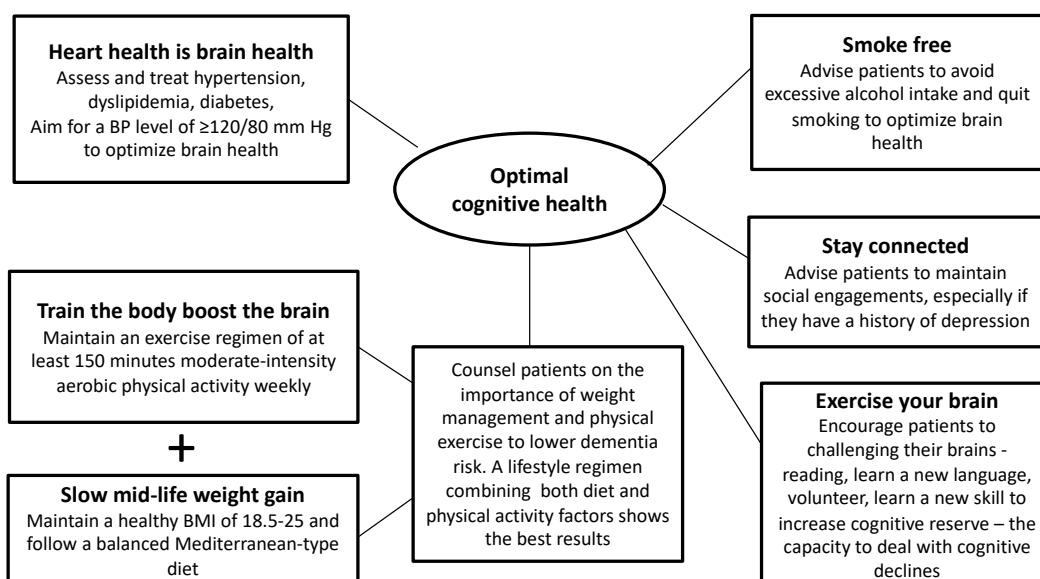 Heart health is brain health
Assess and treat hypertension,
dyslipidemia, diabetes,
Aim for a BP level of ≥120/80 mm Hg
to optimize brain health
Smoke free
Advise patients to avoid
excessive alcohol intake and quit
smoking to optimize brain
health
Optimal
cognitive health
Stay connected
Advise patients to maintain
social engagements, especially if
they have a history of depression
Train the body boost the brain
Maintain an exercise regimen of at
least 150 minutes moderate-intensity
aerobic physical activity weekly
+
Slow mid-life weight gain
Maintain a healthy BMI of 18.5-25 and
follow a balanced Mediterranean-type
diet
Counsel patients on the
importance of weight
management and physical
exercise to lower dementia
risk. A lifestyle regimen
combining both diet and
physical activity factors shows
the best results
Exercise your brain
Encourage patients to
challenging their brains -
reading, learn a new language,
volunteer, learn a new skill to
increase cognitive reserve – the
capacity to deal with cognitive
declines